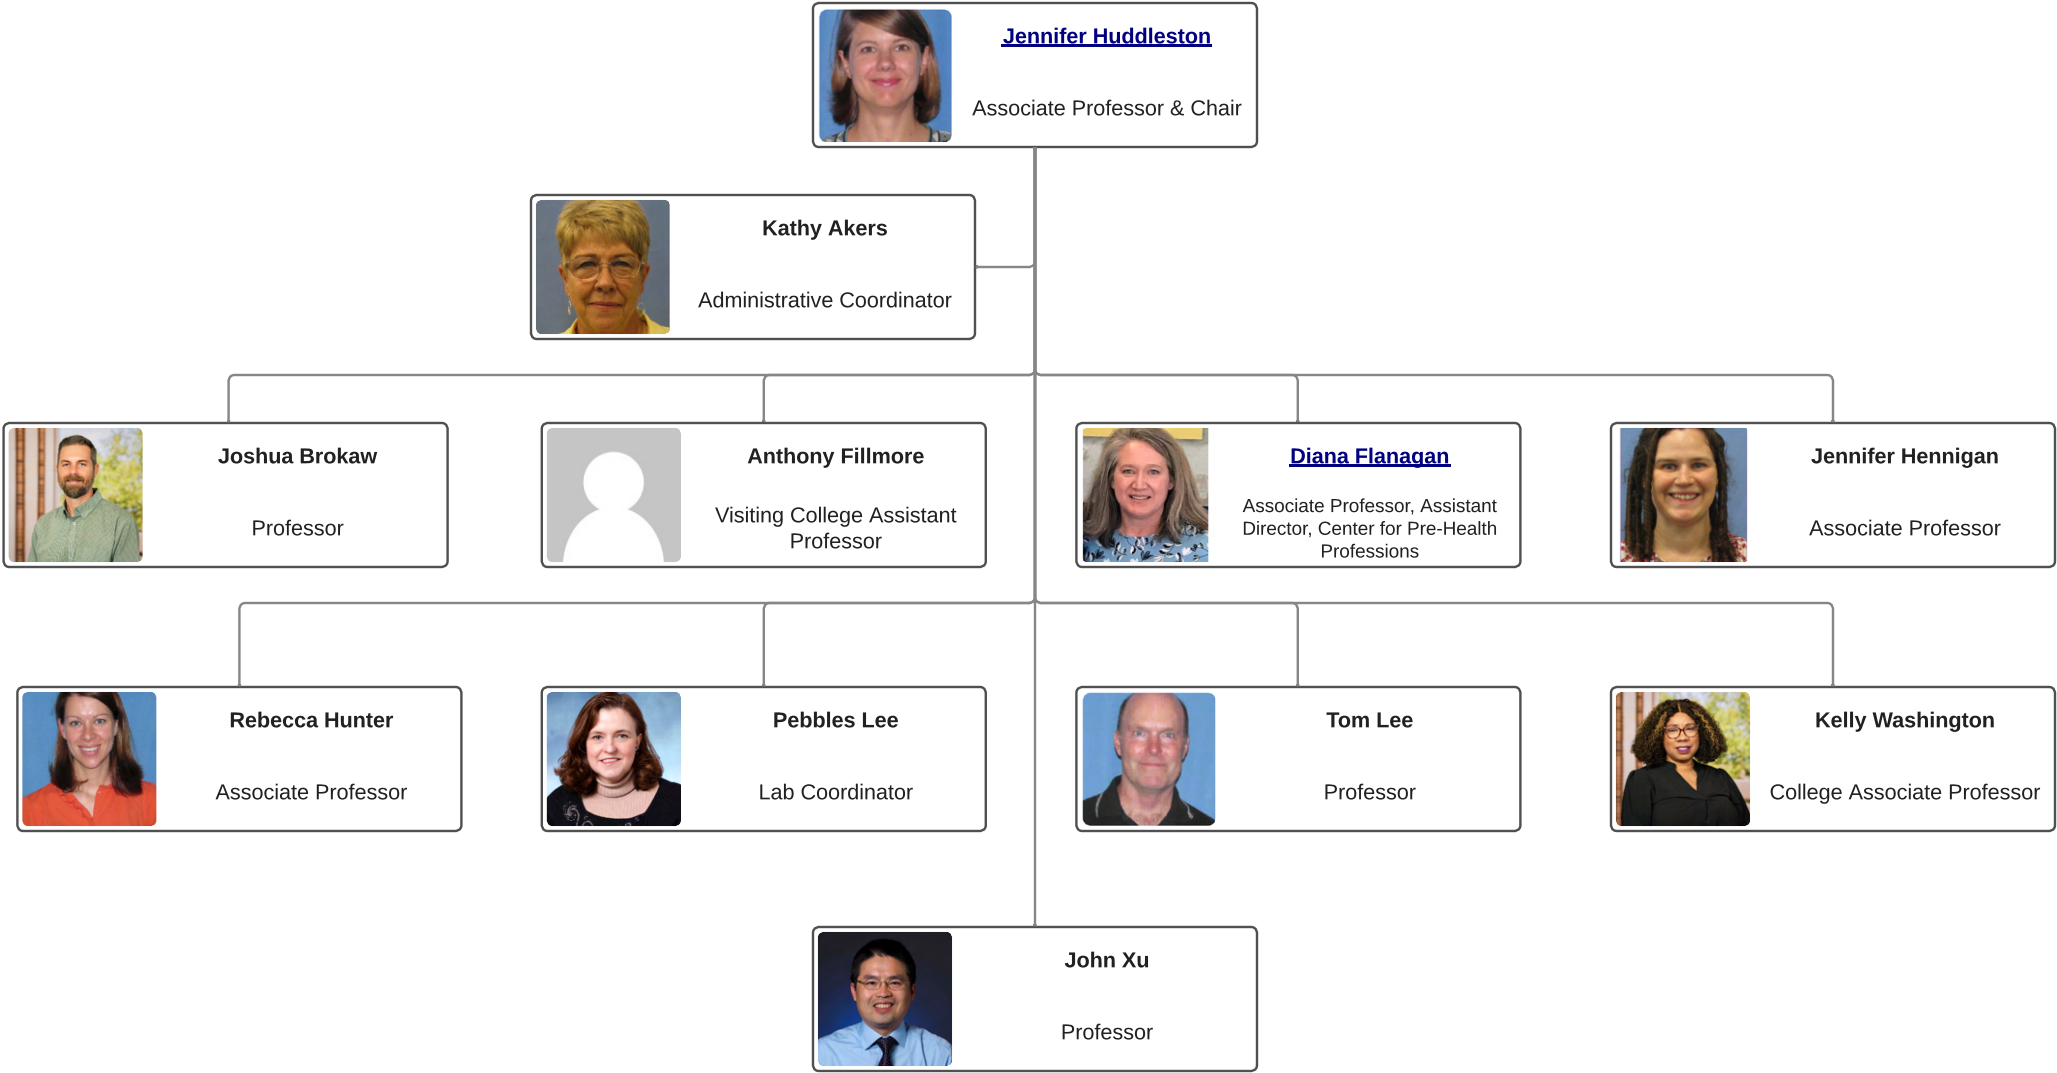 Jennifer Huddleston
Associate Professor & Chair
Kathy Akers
Administrative Coordinator
Joshua Brokaw
Professor
Anthony Fillmore
Visiting College Assistant
Professor
Diana Flanagan
Associate Professor, Assistant
Director, Center for Pre-Health
Professions
Jennifer Hennigan
Associate Professor
Rebecca Hunter
Associate Professor
Pebbles Lee
Lab Coordinator
Tom Lee
Professor
Kelly Washington
College Associate Professor
John Xu
Professor